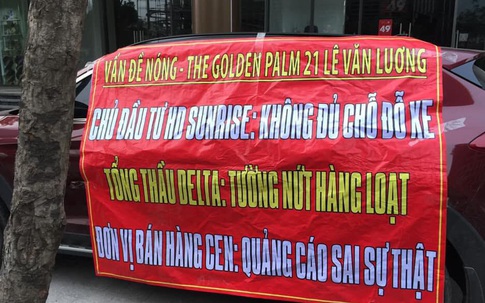 VẤN ĐỀ NÓNG - THE GOLDEN PALM 21 LÊ VĂN LƯƠNG
CHỦ ĐẦU TƯ HD SUNRISE: KHÔNG ĐỦ CHỖ ĐỖ XE
TỔNG THẦU DELTA: TƯỜNG NỨT HÀNG LOẠT
ĐƠN VỊ BÁN HÀNG CEN: QUẢNG CÁO SAI SỰ THẬT
49